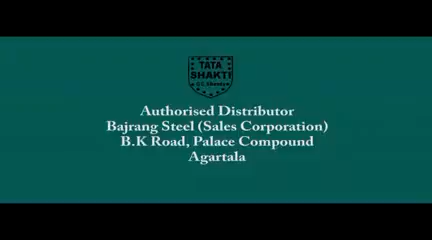 TATA
SHAKTI
Authorised Distributor
Bajrang Steel (Sales Corporation)
B.K Road, Palace Compound
Agartala